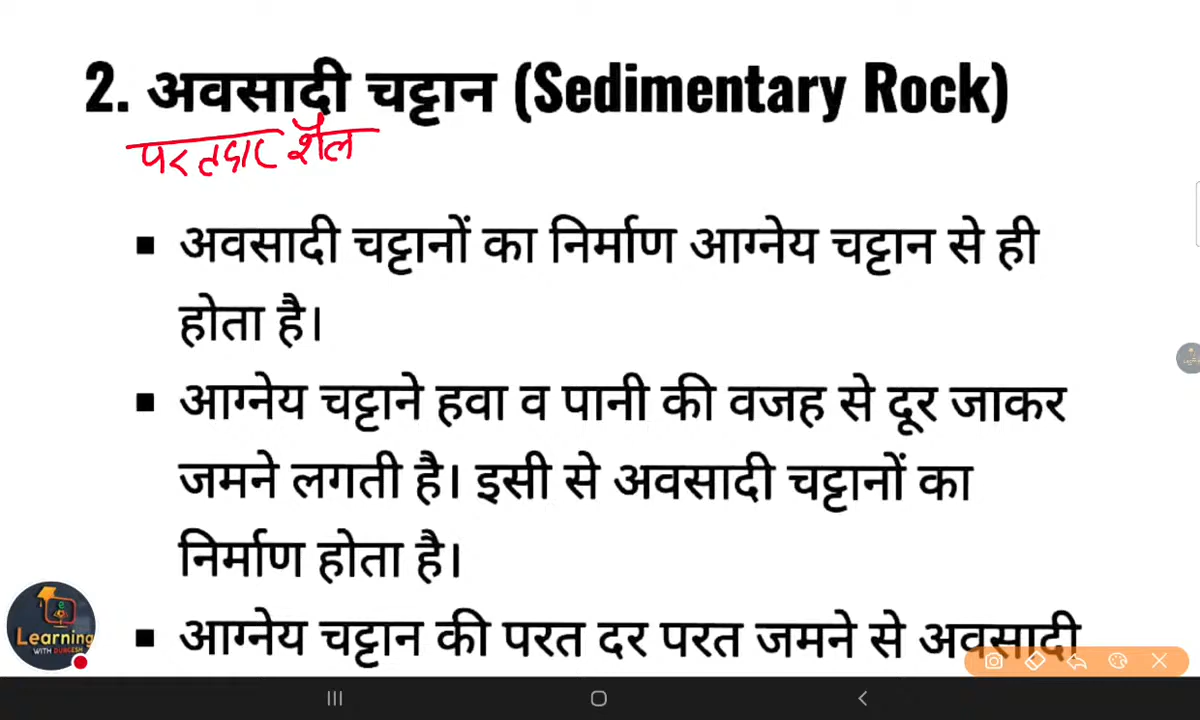 2. अवसादी चट्टान (Sedimentary Rock)
परतदार शैल
▪ अवसादी चट्टानों का निर्माण आग्नेय चट्टान से ही
होता है।
▪ आग्नेय चट्टाने हवा व पानी की वजह से दूर जाकर
जमने लगती है। इसी से अवसादी चट्टानों का
निर्माण होता है।
▪ आग्नेय चट्टान की परत दर परत जमने से अवसादी
e
Learning
WITH DURGESH